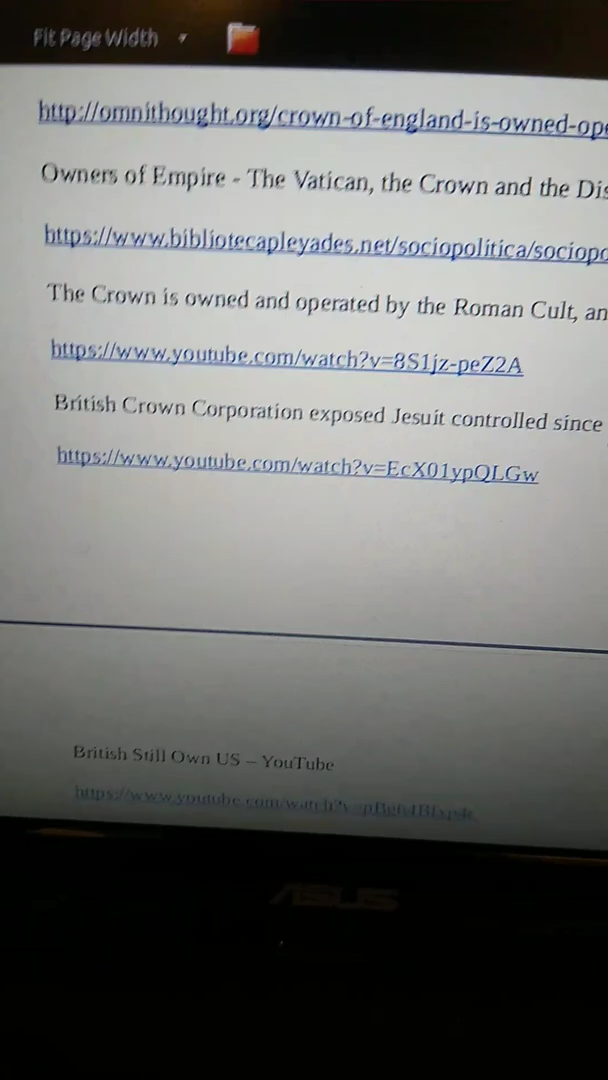 Fit Page Width
http://omnithought.org/crown-of-england-is-owned-ope
Owners of Empire - The Vatican, the Crown and the Dis
https://www.bibliotecapleyades.net/sociopolitica/sociopo
The Crown is owned and operated by the Roman Cult, an
https://www.youtube.com/watch?v=8S1jz-peZ2A
British Crown Corporation exposed Jesuit controlled since
https://www.youtube.com/watch?v=EcX01ypQLGw
British Still Own US – YouTube
ASUS